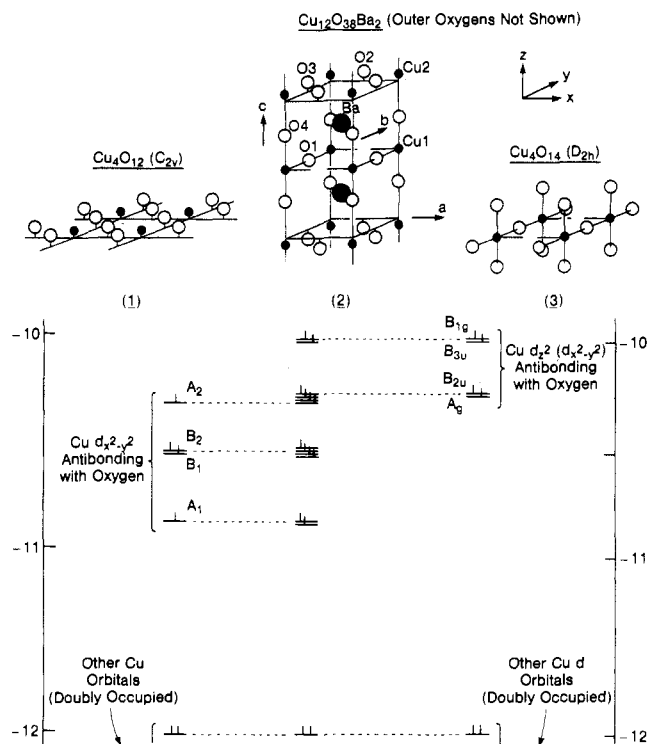 Cu12O38Ba2 (Outer Oxygens Not Shown)
O3
O2
Cu2
z
y
x
c
Ba
b
O4
O1
Cu1
a
Cu4O12 (C2v)
Cu4O14 (D2h)
(1)
(2)
(3)
-10
-10
B1g
B3u
B2u
Ag
Cu dz2 (dx2-y2)
Antibonding
with Oxygen
A2
B2
B1
A1
Cu dx2-y2
Antibonding
with Oxygen
-11
-11
Other Cu
Orbitals
(Doubly Occupied)
Other Cu d
Orbitals
(Doubly Occupied)
-12
-12